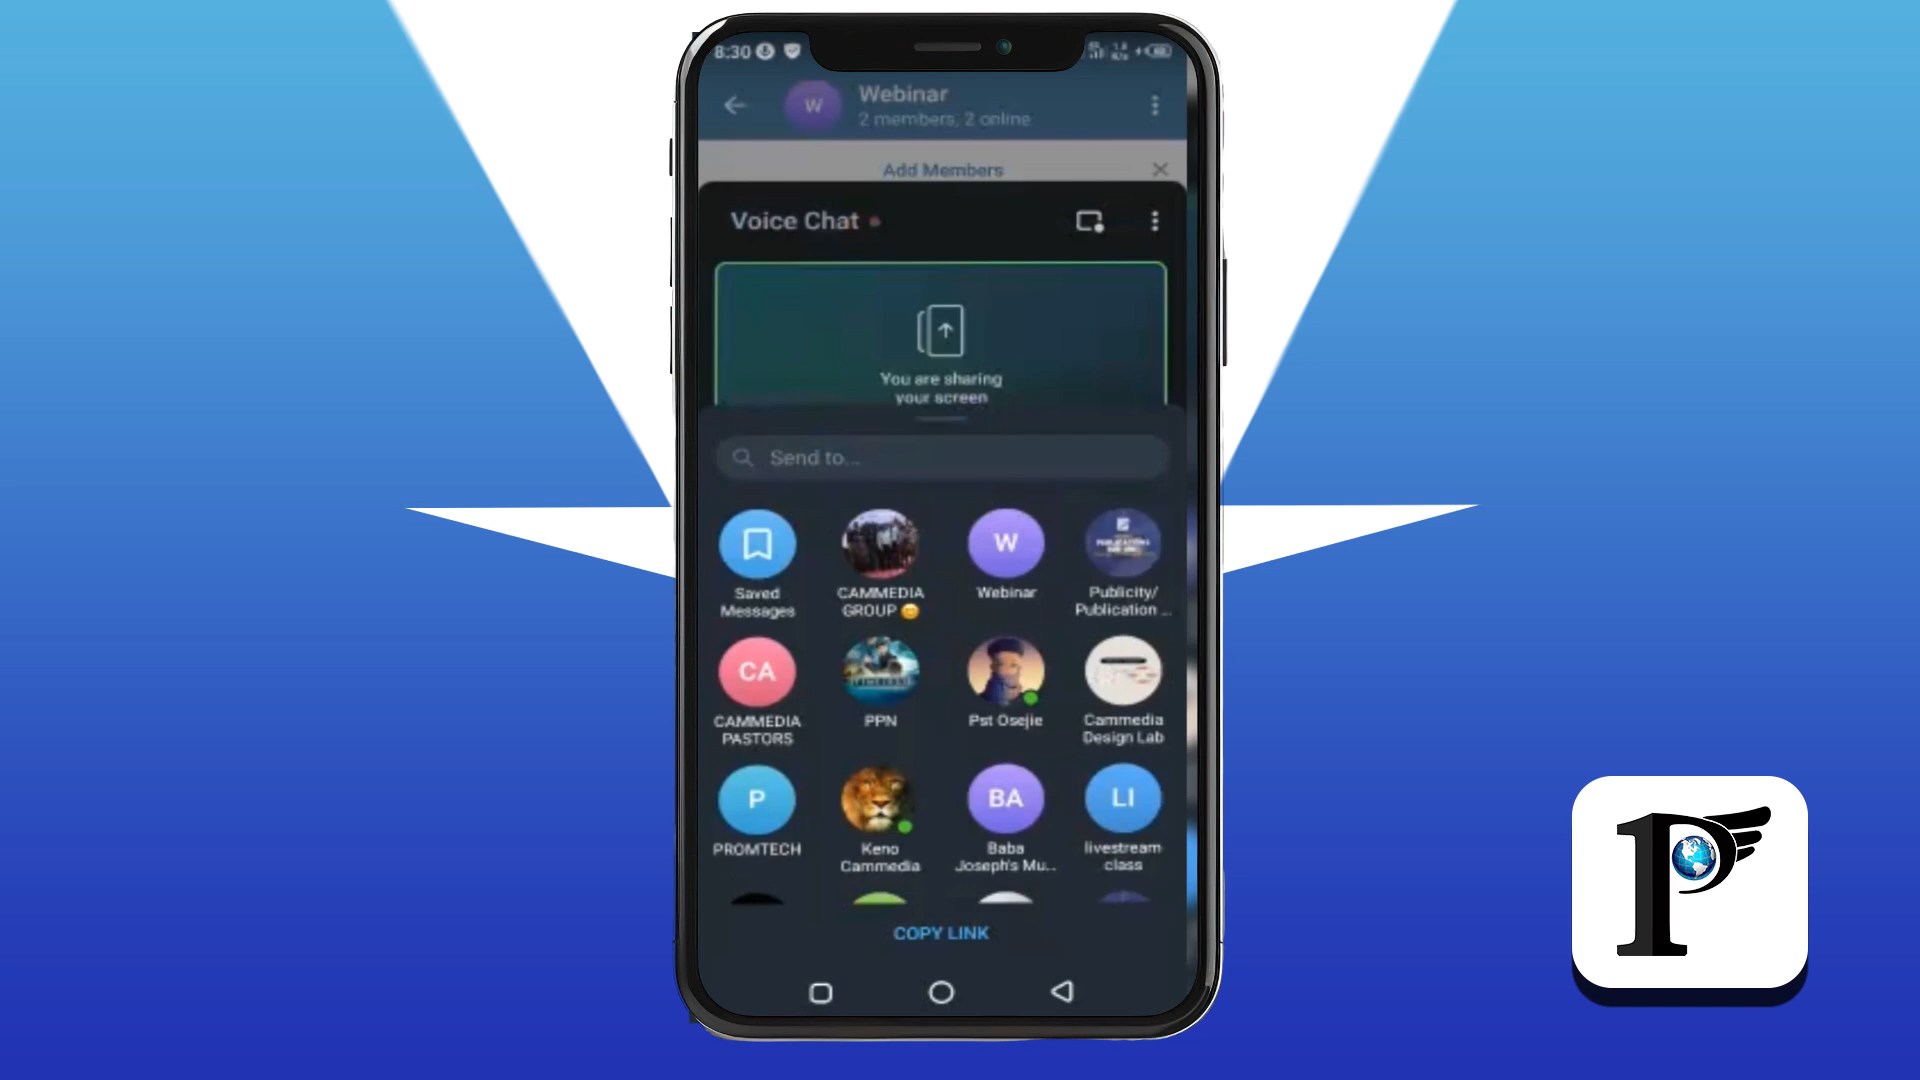 8:30
W
Webinar
2 members, 2 online
Add Members
Voice Chat
You are sharing
your screen
Send to...
W
Saved
Messages
CAMMEDIA
GROUP 😊
Webinar
Publicity/
Publication ...
CA
CAMMEDIA
PASTORS
PPN
Pst Osejie
Cammedia
Design Lab
P
BA
LI
PROMTECH
Keno
Cammedia
Baba
Joseph's Mu...
livestream
class
COPY LINK
P